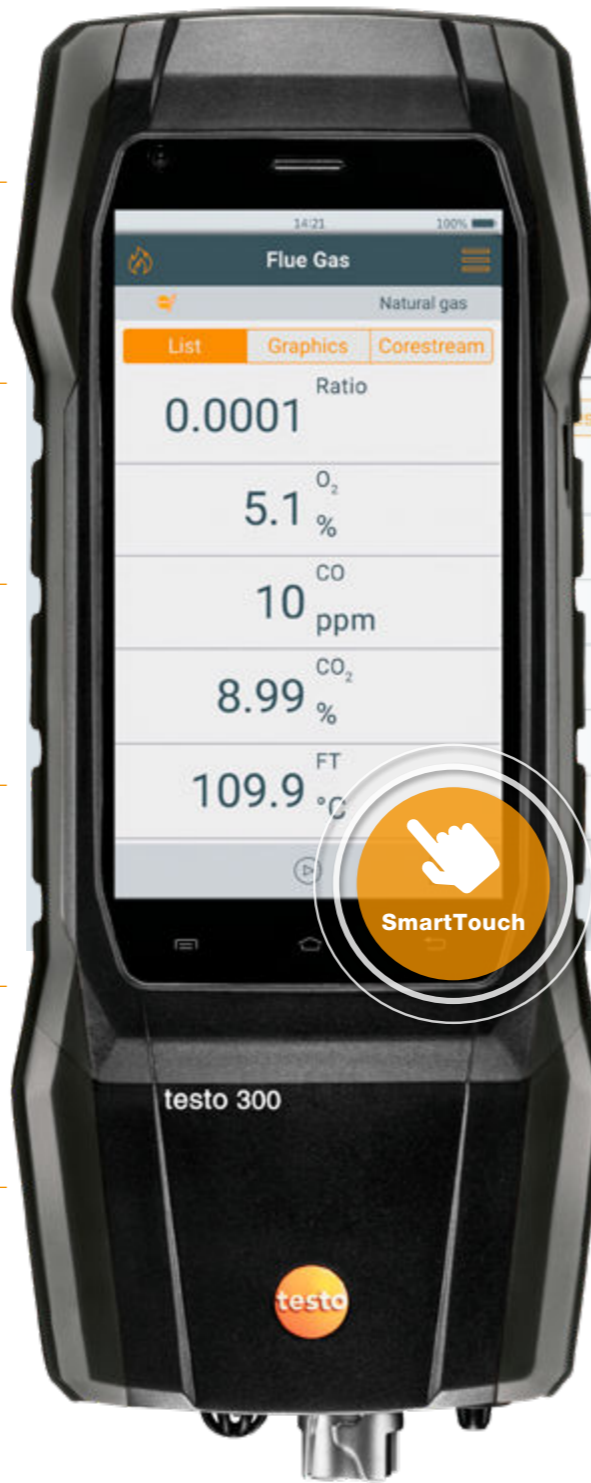 14:21 100%
Flue Gas
Natural gas
List Graphics Corestream
Ratio
0.0001
O₂
5.1 %
CO
10 ppm
CO₂
8.99 %
FT
109.9 °C
SmartTouch
testo 300
testo